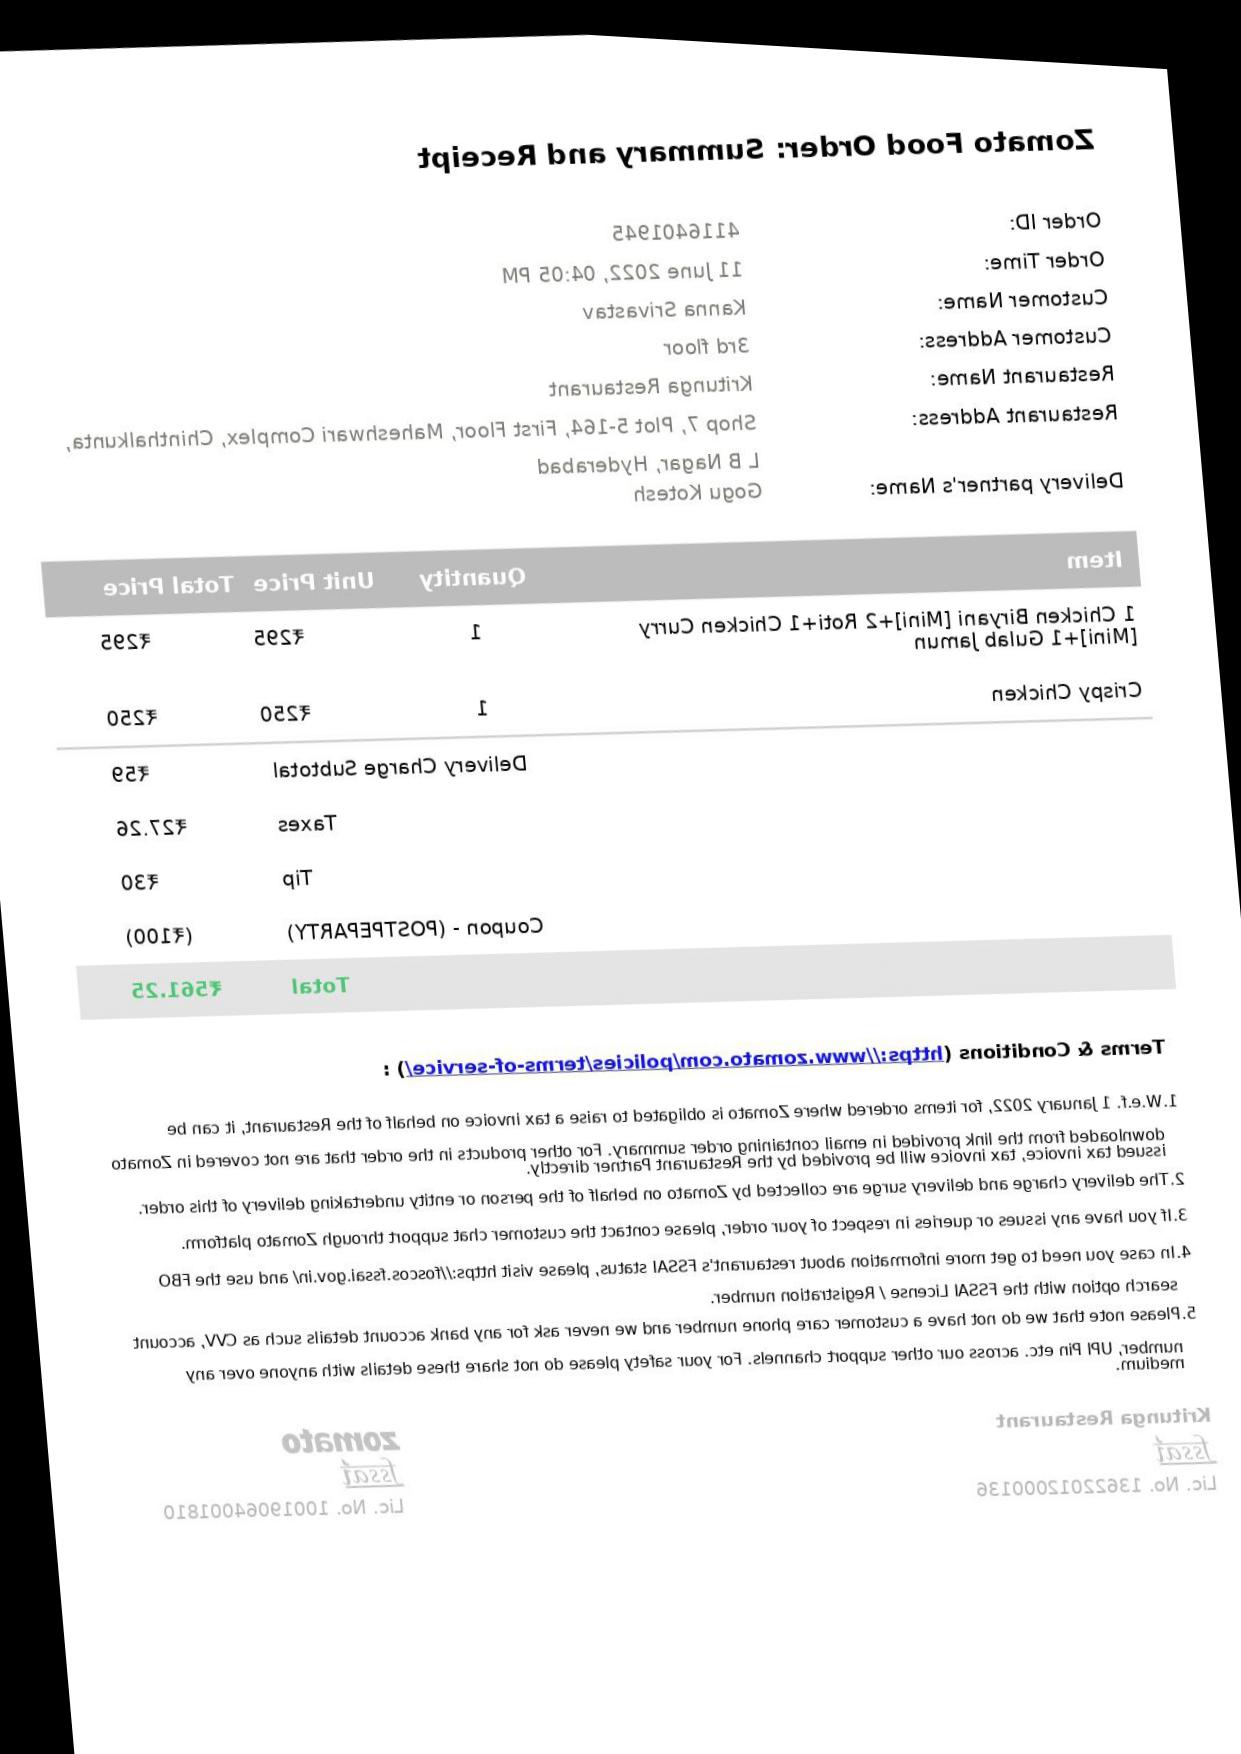 Zomato Food Order: Summary and Receipt
Order ID: 4116401945
Order Time: 11 June 2022, 04:05 PM
Customer Name: Kanna Srivastav
Customer Address: 3rd floor
Restaurant Name: Kritunga Restaurant
Restaurant Address: Shop 7, Plot 5-164, First Floor, Maheshwari Complex, Chinthalkunta,
L B Nagar, Hyderabad
Delivery partner's Name: Gogu Kotesh
Item Quantity Unit Price Total Price
1 Chicken Biryani [Mini]+2 Roti+1 Chicken Curry 1 ₹295 ₹295
[Mini]+1 Gulab Jamun
Crispy Chicken 1 ₹250 ₹250
Delivery Charge Subtotal ₹59
Taxes ₹27.26
Tip ₹30
Coupon - (POSTPEPARTY) (₹100)
Total ₹561.25
Terms & Conditions (https://www.zomato.com/policies/terms-of-service/) :
1.W.e.f. 1 January 2022, for items ordered where Zomato is obligated to raise a tax invoice on behalf of the Restaurant, it can be
downloaded from the link provided in email containing order summary. For other products in the order that are not covered in Zomato
issued tax invoice, tax invoice will be provided by the Restaurant Partner directly.
2.The delivery charge and delivery surge are collected by Zomato on behalf of the person or entity undertaking delivery of this order.
3.If you have any issues or queries in respect of your order, please contact the customer chat support through Zomato platform.
4.In case you need to get more information about restaurant's FSSAI status, please visit https://foscos.fssai.gov.in/ and use the FBO
search option with the FSSAI License / Registration number.
5.Please note that we do not have a customer care phone number and we never ask for any bank account details such as CVV, account
number, UPI Pin etc. across our other support channels. For your safety please do not share these details with anyone over any
medium.
Kritunga Restaurant zomato
fssai fssai
Lic. No. 13622012000136 Lic. No. 10019064001810